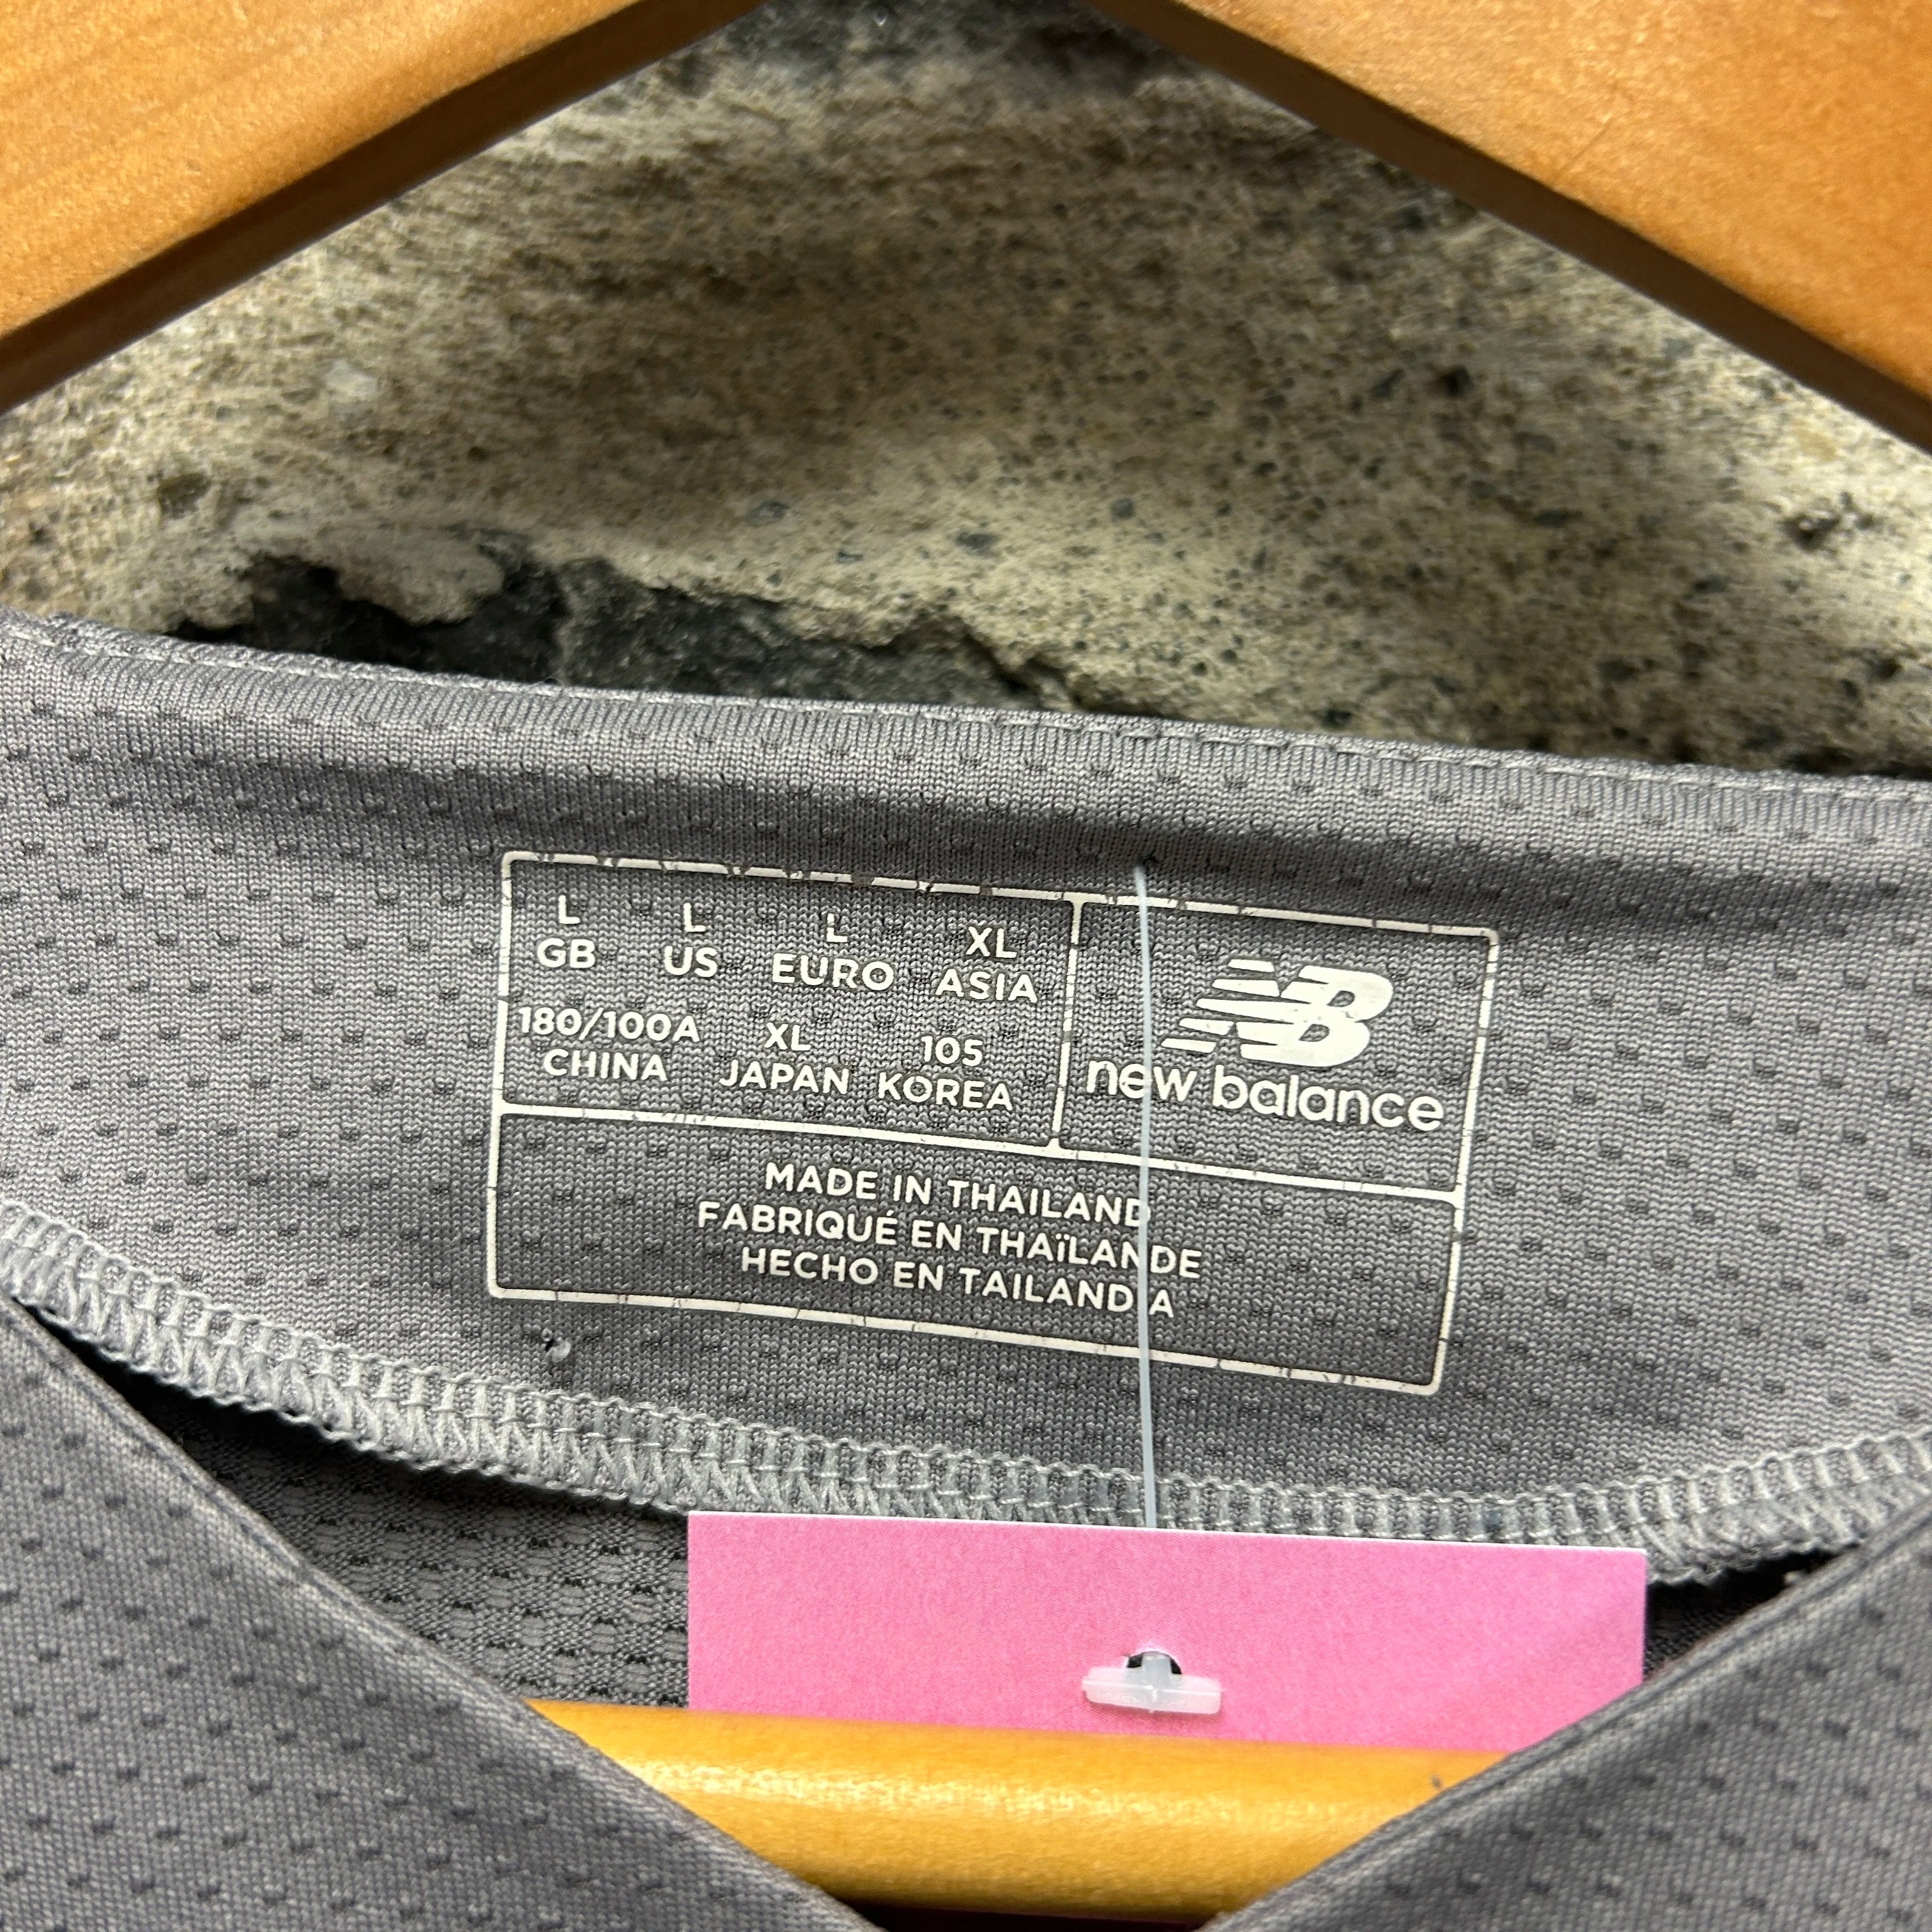 L L L XL
GB US EURO ASIA
180/100A XL 105
CHINA JAPAN KOREA
NB
new balance
MADE IN THAILAND
FABRIQUÉ EN THAÏLANDE
HECHO EN TAILANDIA